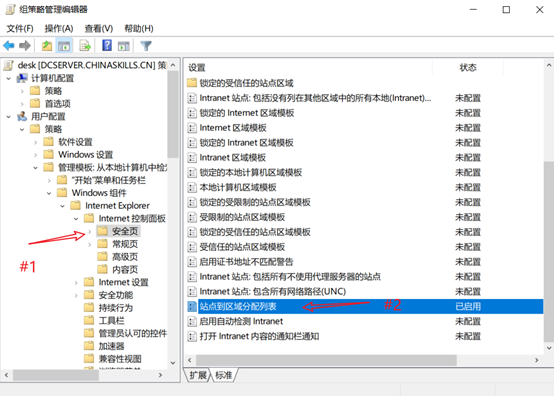 组策略管理编辑器
文件(F) 操作(A) 查看(V) 帮助(H)
desk [DCSERVER.CHINASKILLS.CN] 策
计算机配置
策略
首选项
用户配置
策略
软件设置
Windows 设置
管理模板: 从本地计算机中检
"开始"菜单和任务栏
Windows 组件
Internet Explorer
Internet 控制面板
安全页
常规页
高级页
内容页
Internet 设置
安全功能
持续行为
工具栏
管理员认可的控件
加速器
兼容性视图
#1
设置 状态
锁定的受信任的站点区域
Intranet 站点: 包括没有列在其他区域中的所有本地(Intranet)... 未配置
锁定的 Internet 区域模板 未配置
Internet 区域模板 未配置
锁定的 Intranet 区域模板 未配置
Intranet 区域模板 未配置
锁定的本地计算机区域模板 未配置
本地计算机区域模板 未配置
锁定的受限制的站点区域模板 未配置
受限制的站点区域模板 未配置
锁定的受信任的站点区域模板 未配置
受信任的站点区域模板 未配置
启用证书地址不匹配警告 未配置
Intranet 站点: 包括所有不使用代理服务器的站点 未配置
Intranet 站点: 包含所有网络路径(UNC) 未配置
站点到区域分配列表 #2 已启用
启用自动检测 Intranet 未配置
打开 Intranet 内容的通知栏通知 未配置
扩展 标准